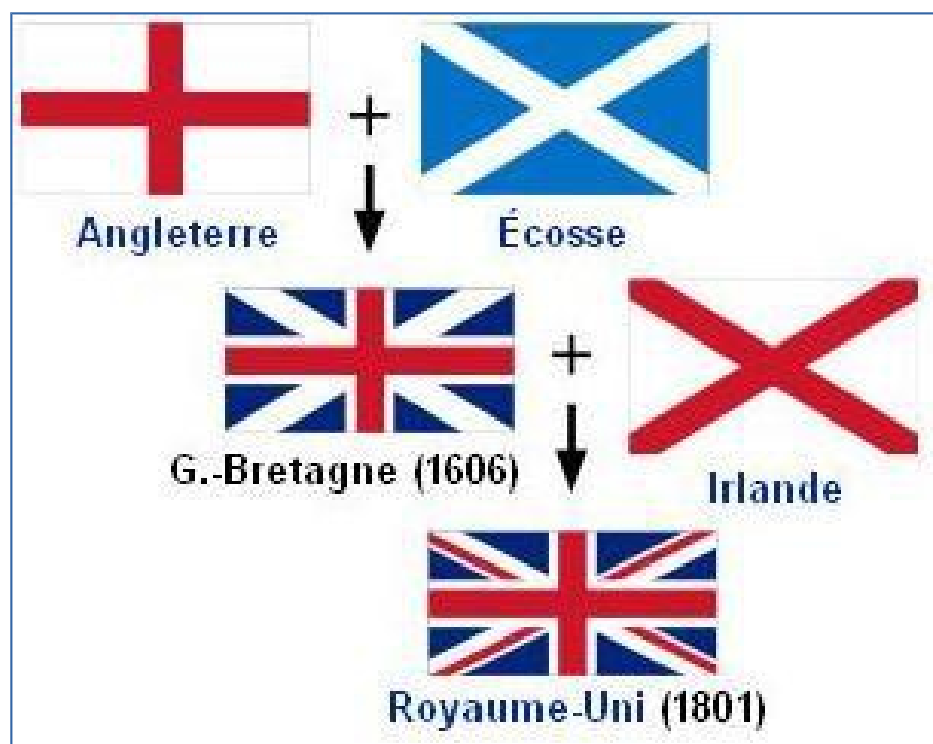 +
Angleterre
Écosse
+
G.-Bretagne (1606)
Irlande
Royaume-Uni (1801)